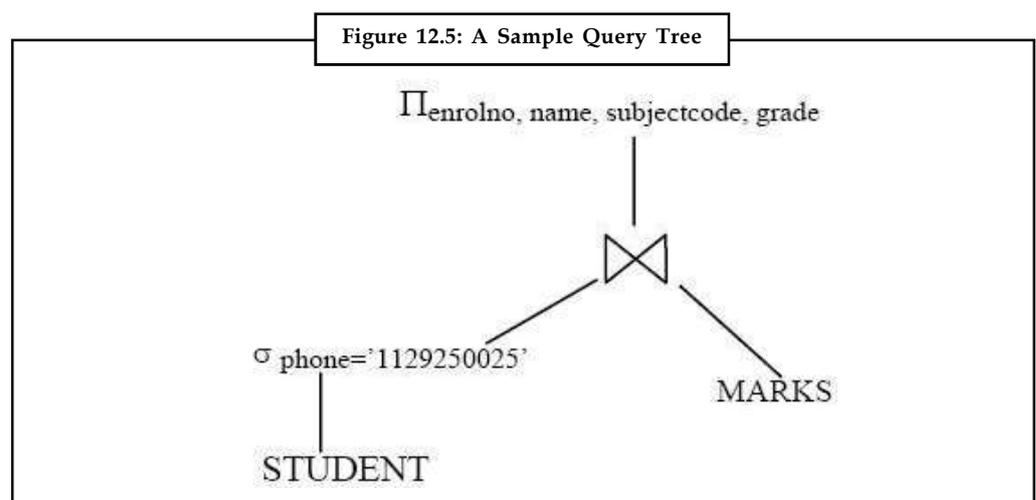 Figure 12.5: A Sample Query Tree
Πenrolno, name, subjectcode, grade
σ phone='1129250025'
MARKS
STUDENT